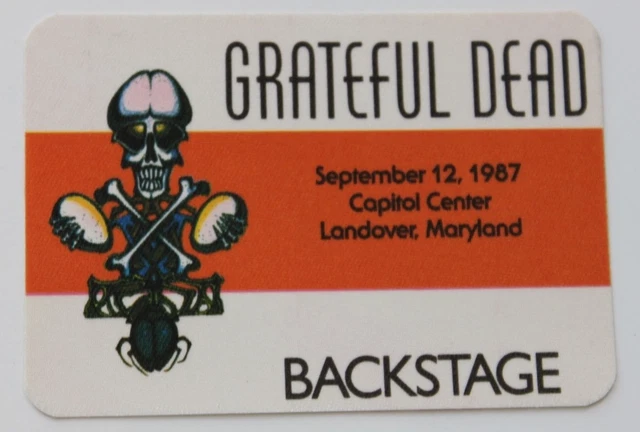 GRATEFUL DEAD
September 12, 1987
Capitol Center
Landover, Maryland
BACKSTAGE